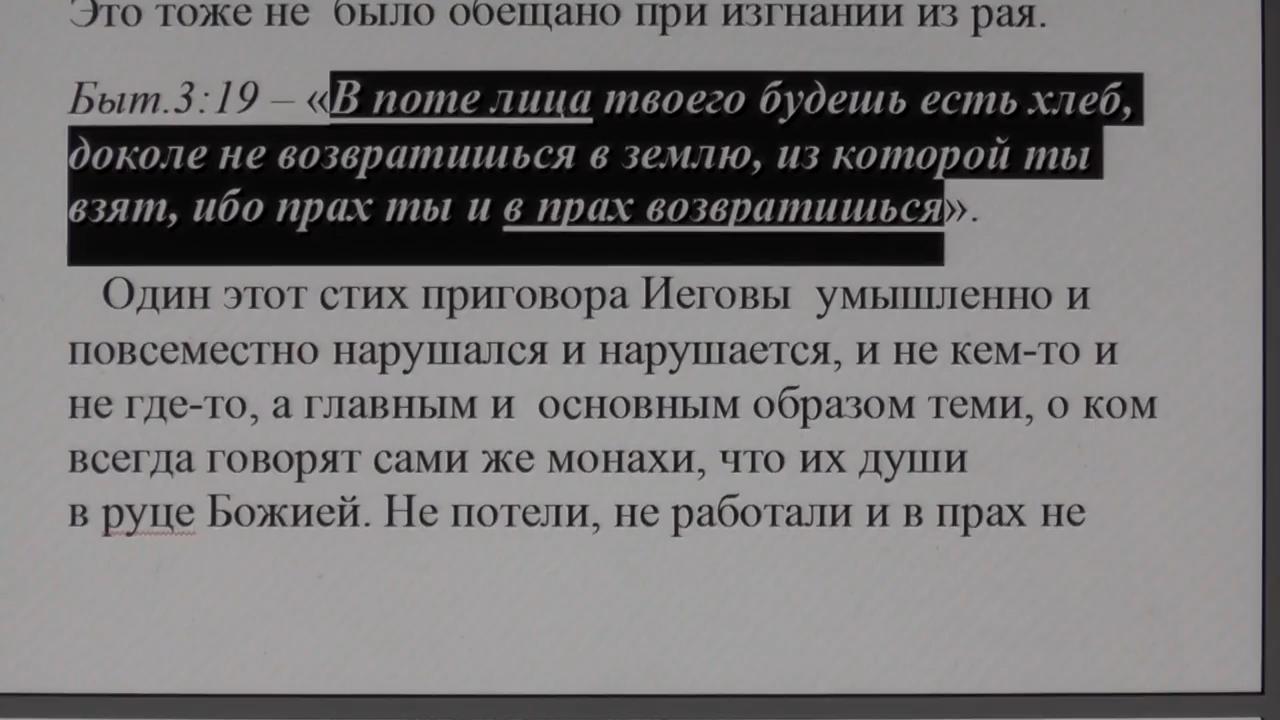 Это тоже не  было обещано при изгнании из рая.
Быт.3:19 – «В поте лица твоего будешь есть хлеб,
доколе не возвратишься в землю, из которой ты
взят, ибо прах ты и в прах возвратишься».
Один этот стих приговора Иеговы  умышленно и
повсеместно нарушался и нарушается, и не кем-то и
не где-то, а главным и  основным образом теми, о ком
всегда говорят сами же монахи, что их души
в руце Божией. Не потели, не работали и в прах не